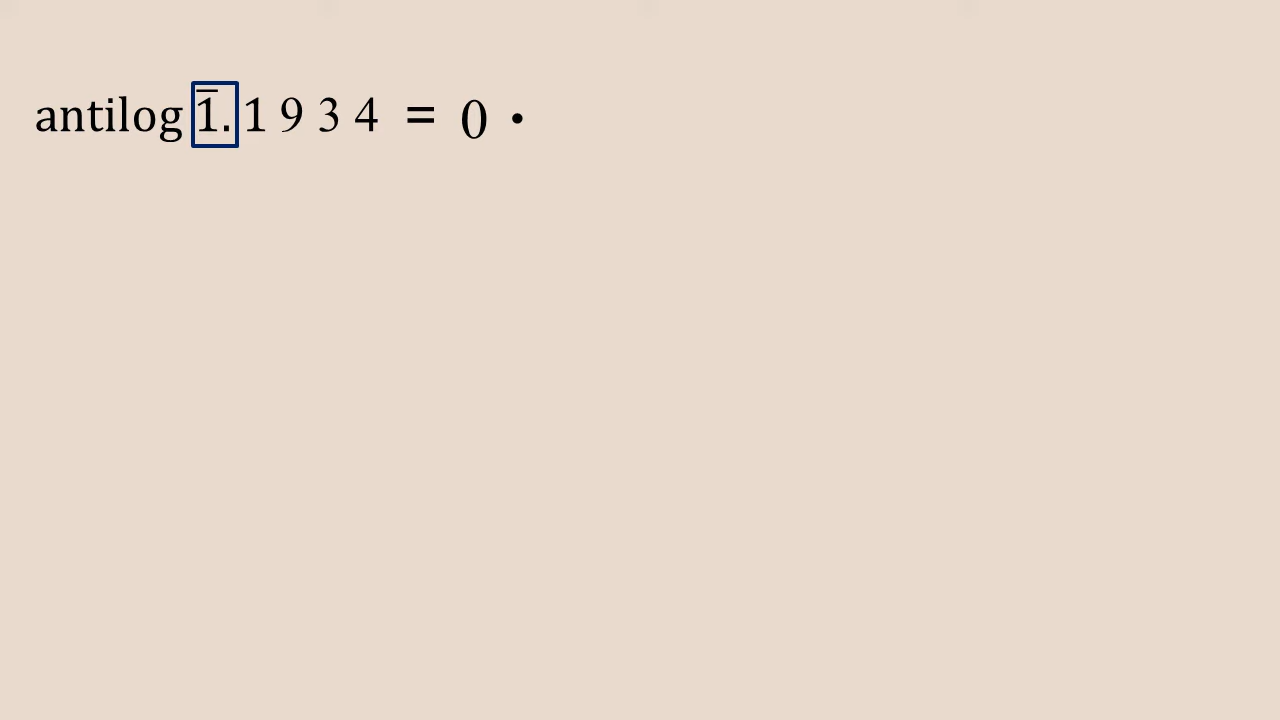 antilog 1̅.1 9 3 4 = 0 •